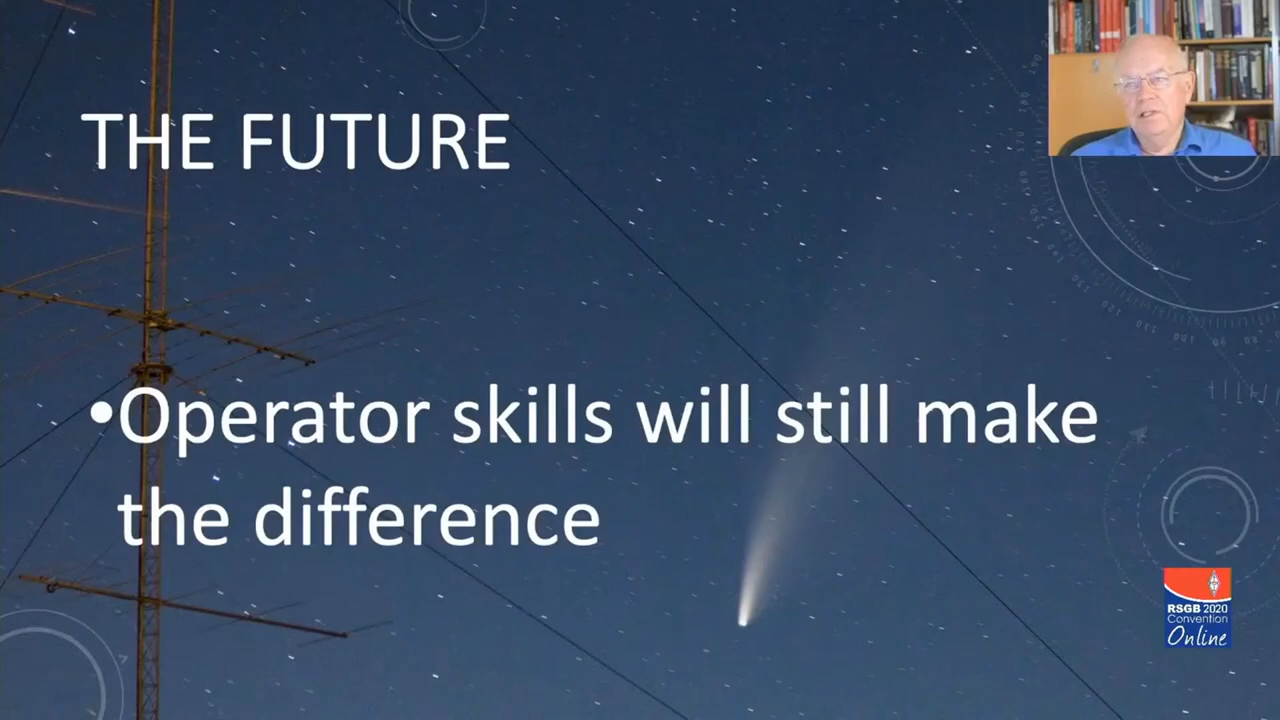 THE FUTURE
•Operator skills will still make
the difference
RSGB 2020
Convention
Online